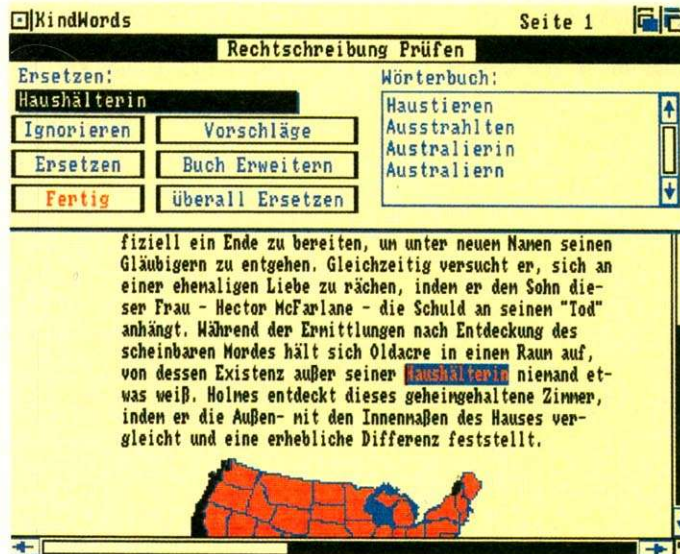 KindWords
Seite 1
Rechtschreibung Prüfen
Ersetzen:
Haushälterin
Ignorieren
Vorschläge
Ersetzen
Buch Erweitern
Fertig
überall Ersetzen
Wörterbuch:
Haustieren
Ausstrahlten
Australierin
Australiern
fiziell ein Ende zu bereiten, um unter neuem Namen seinen
Gläubigern zu entgehen. Gleichzeitig versucht er, sich an
einer ehemaligen Liebe zu rächen, indem er dem Sohn die-
ser Frau - Hector McFarlane - die Schuld an seinem "Tod"
anhängt. Während der Ermittlungen nach Entdeckung des
scheinbaren Mordes hält sich Oldacre in einem Raum auf,
von dessen Existenz außer seiner Haushälterin niemand et-
was weiß. Holmes entdeckt dieses geheimgehaltene Zimmer,
indem er die Außen- mit den Innenmaßen des Hauses ver-
gleicht und eine erhebliche Differenz feststellt.